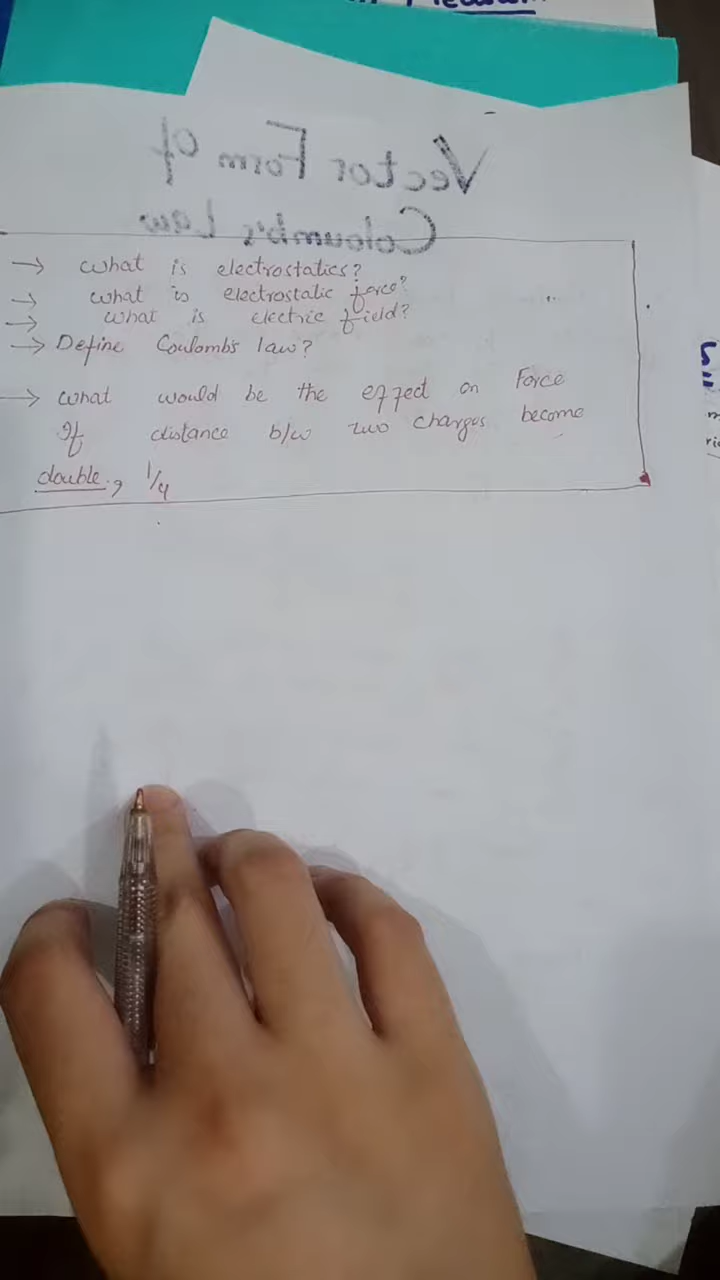 Vector Form Of
Coloumb's Law
→ what is electrostatics?
→ what is electrostatic force?
→ what is electric field?
→ Define Coulomb's law?
→ what would be the effect on Force
If distance b/w two charges become
double, 1/4